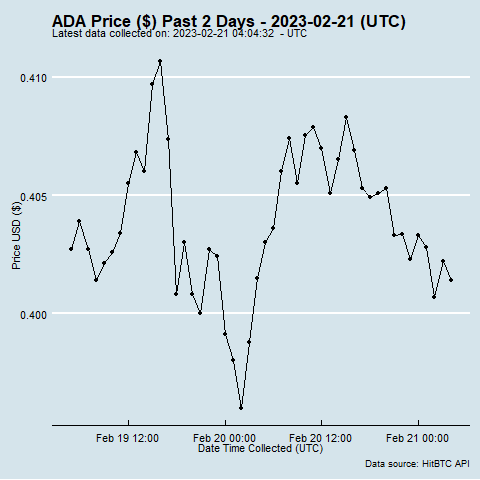 ADA Price ($) Past 2 Days - 2023-02-21 (UTC)
Latest data collected on: 2023-02-21 04:04:32 - UTC
0.410
0.405
0.400
Price USD ($)
Feb 19 12:00 Feb 20 00:00 Feb 20 12:00 Feb 21 00:00
Date Time Collected (UTC)
Data source: HitBTC API